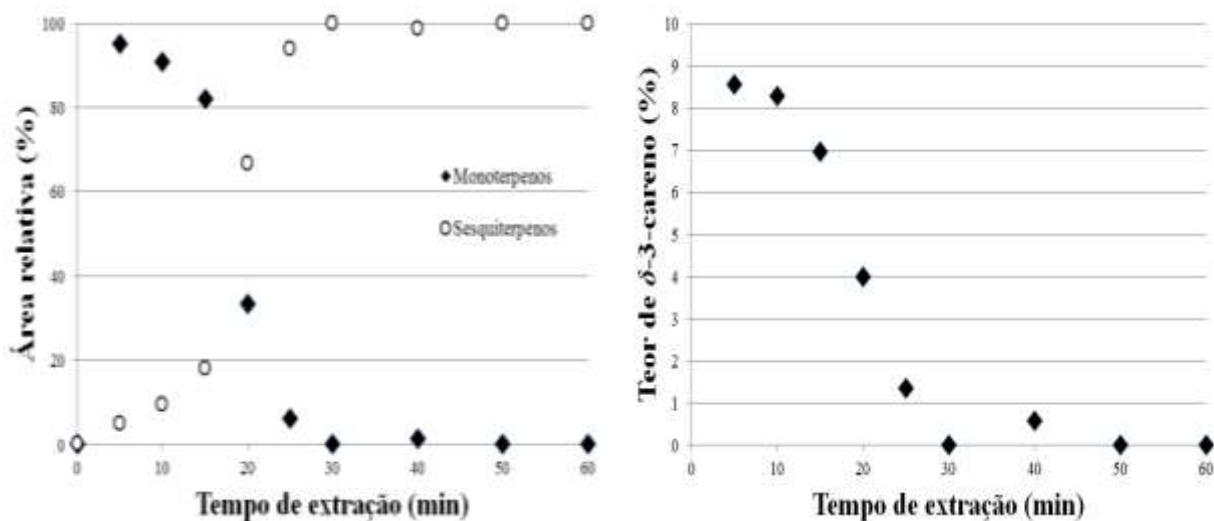 Área relativa (%)
100
80
60
40
20
0
Monoterpenos
Sesquiterpenos
0 10 20 30 40 50 60
Tempo de extração (min)
Teor de δ-3-careno (%)
10
9
8
7
6
5
4
3
2
1
0
0 10 20 30 40 50 60
Tempo de extração (min)